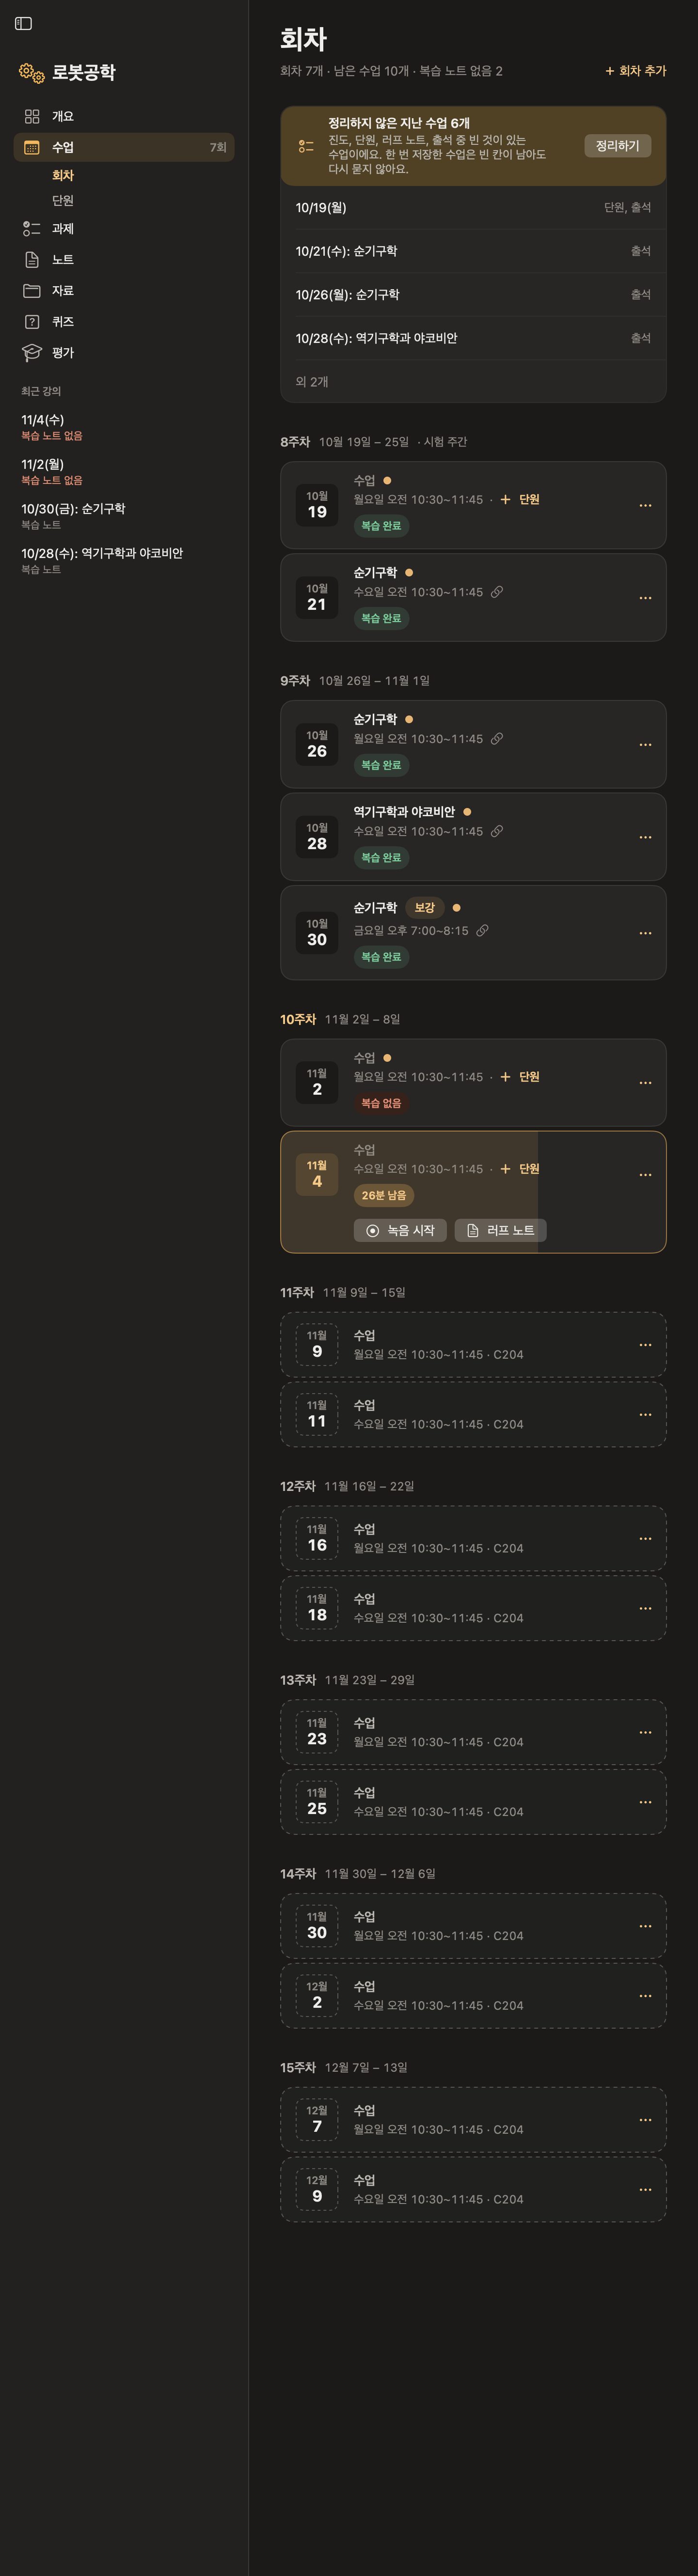 로봇공학
개요
수업 7회
회차
단원
과제
노트
자료
퀴즈
평가
최근 강의
11/4(수)
복습 노트 없음
11/2(월)
복습 노트 없음
10/30(금): 순기구학
복습 노트
10/28(수): 역기구학과 야코비안
복습 노트
회차
회차 7개 · 남은 수업 10개 · 복습 노트 없음 2
+ 회차 추가
정리하지 않은 지난 수업 6개
진도, 단원, 러프 노트, 출석 중 빈 것이 있는
수업이에요. 한 번 저장한 수업은 빈 칸이 남아도
다시 묻지 않아요.
정리하기
10/19(월) 단원, 출석
10/21(수): 순기구학 출석
10/26(월): 순기구학 출석
10/28(수): 역기구학과 야코비안 출석
외 2개
8주차 10월 19일 – 25일 · 시험 주간
10월
19
수업
월요일 오전 10:30~11:45 · + 단원
복습 완료
10월
21
순기구학
수요일 오전 10:30~11:45
복습 완료
9주차 10월 26일 – 11월 1일
10월
26
순기구학
월요일 오전 10:30~11:45
복습 완료
10월
28
역기구학과 야코비안
수요일 오전 10:30~11:45
복습 완료
10월
30
순기구학 보강
금요일 오후 7:00~8:15
복습 완료
10주차 11월 2일 – 8일
11월
2
수업
월요일 오전 10:30~11:45 · + 단원
복습 없음
11월
4
수업
수요일 오전 10:30~11:45 · + 단원
26분 남음
녹음 시작 러프 노트
11주차 11월 9일 – 15일
11월
9
수업
월요일 오전 10:30~11:45 · C204
11월
11
수업
수요일 오전 10:30~11:45 · C204
12주차 11월 16일 – 22일
11월
16
수업
월요일 오전 10:30~11:45 · C204
11월
18
수업
수요일 오전 10:30~11:45 · C204
13주차 11월 23일 – 29일
11월
23
수업
월요일 오전 10:30~11:45 · C204
11월
25
수업
수요일 오전 10:30~11:45 · C204
14주차 11월 30일 – 12월 6일
11월
30
수업
월요일 오전 10:30~11:45 · C204
12월
2
수업
수요일 오전 10:30~11:45 · C204
15주차 12월 7일 – 13일
12월
7
수업
월요일 오전 10:30~11:45 · C204
12월
9
수업
수요일 오전 10:30~11:45 · C204